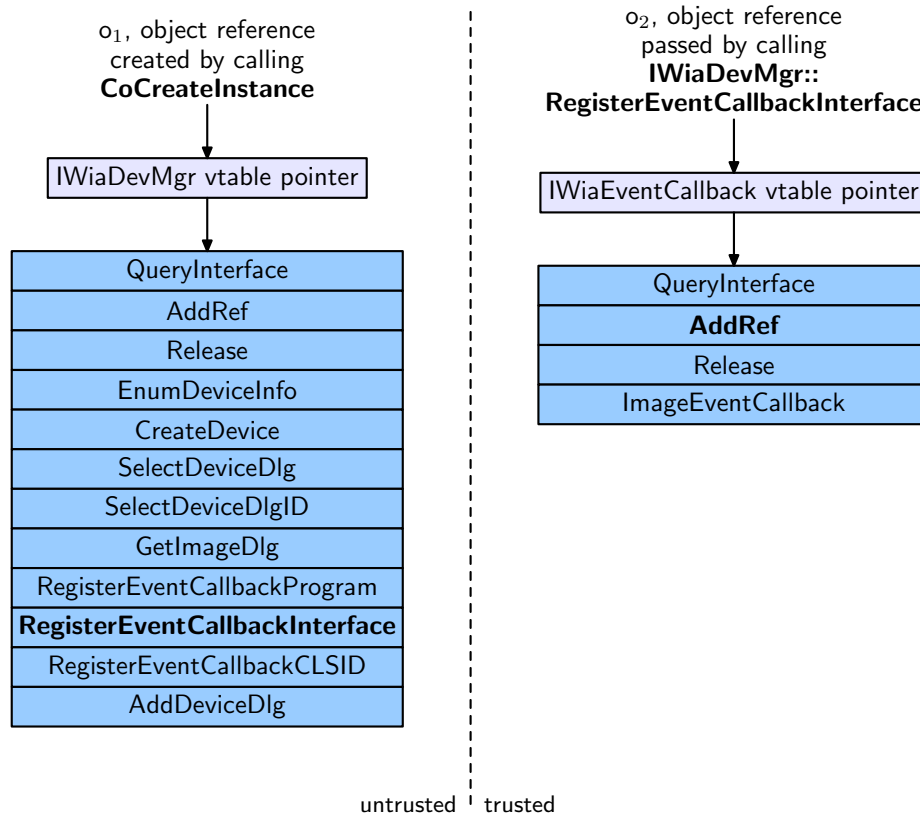 o₁, object reference
created by calling
CoCreateInstance
IWiaDevMgr vtable pointer
QueryInterface
AddRef
Release
EnumDeviceInfo
CreateDevice
SelectDeviceDlg
SelectDeviceDlgID
GetImageDlg
RegisterEventCallbackProgram
RegisterEventCallbackInterface
RegisterEventCallbackCLSID
AddDeviceDlg
o₂, object reference
passed by calling
IWiaDevMgr::
RegisterEventCallbackInterface
IWiaEventCallback vtable pointer
QueryInterface
AddRef
Release
ImageEventCallback
untrusted
trusted